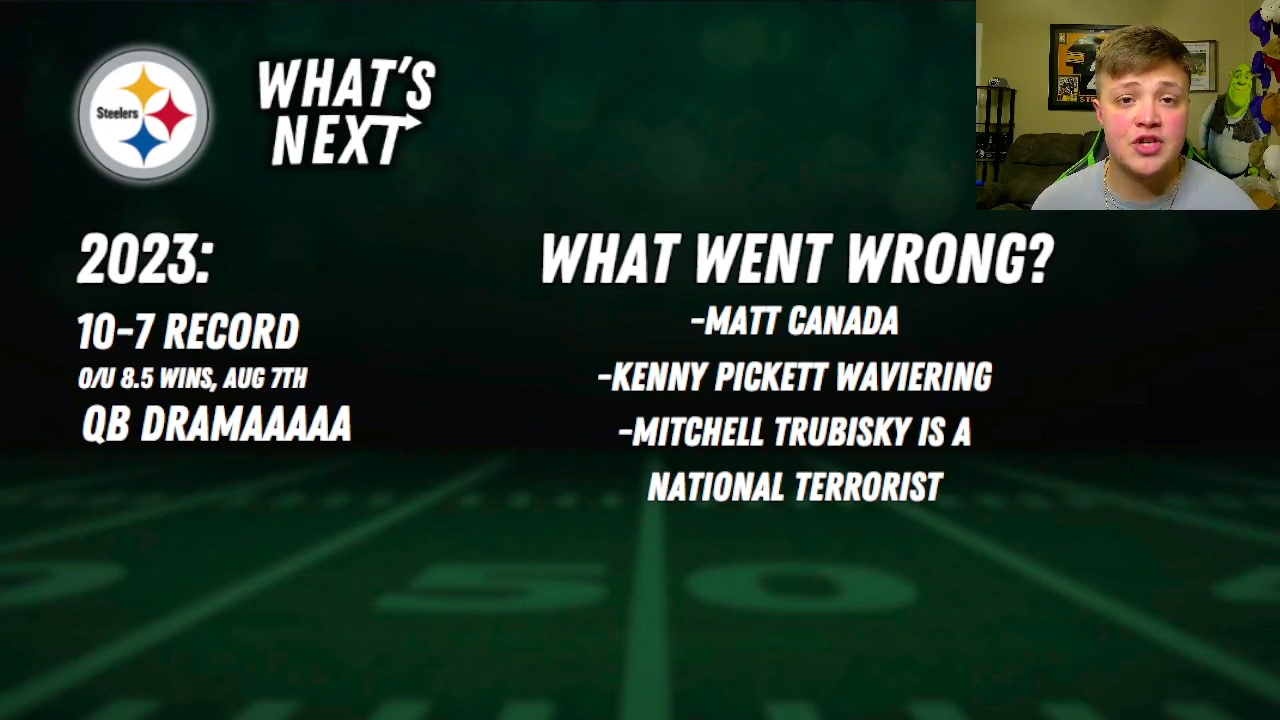 Steelers
WHAT'S
NEXT
2023:
10-7 RECORD
O/U 8.5 WINS, AUG 7TH
QB DRAMAAAAA
WHAT WENT WRONG?
-MATT CANADA
-KENNY PICKETT WAVIERING
-MITCHELL TRUBISKY IS A
NATIONAL TERRORIST
50